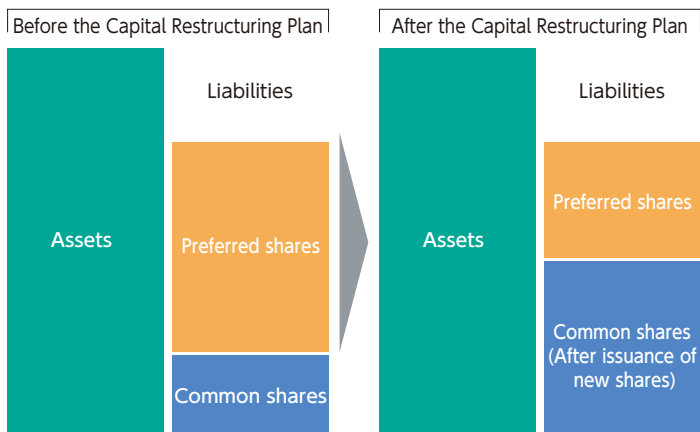 Before the Capital Restructuring Plan
Liabilities
Assets
Preferred shares
Common shares
After the Capital Restructuring Plan
Liabilities
Assets
Preferred shares
Common shares
(After issuance of
new shares)